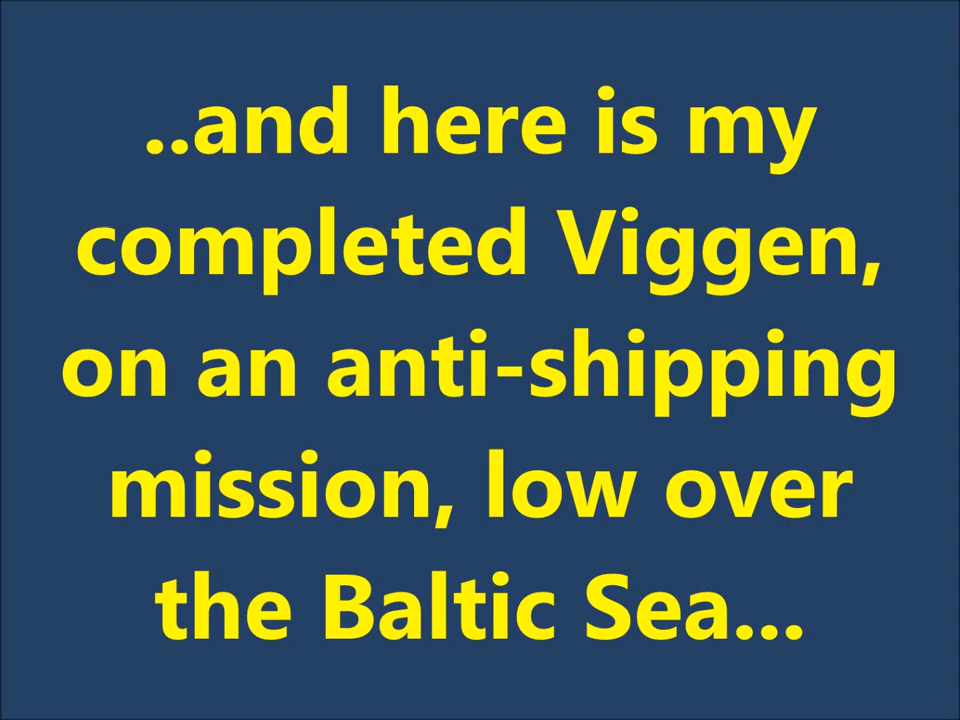 ..and here is my
completed Viggen,
on an anti-shipping
mission, low over
the Baltic Sea...